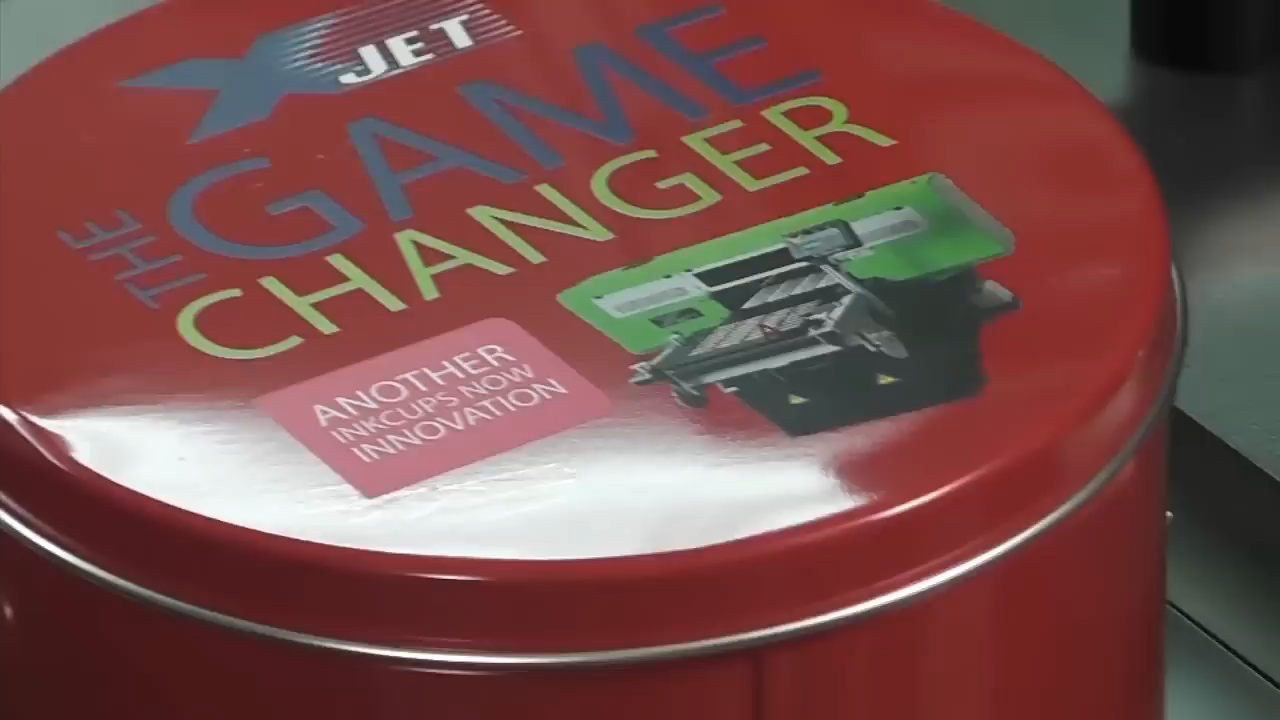 X JET
THE GAME
CHANGER
ANOTHER
INKCUPS NOW
INNOVATION